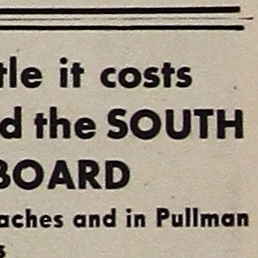 tle it costs
d the SOUTH
BOARD
aches and in Pullman
s